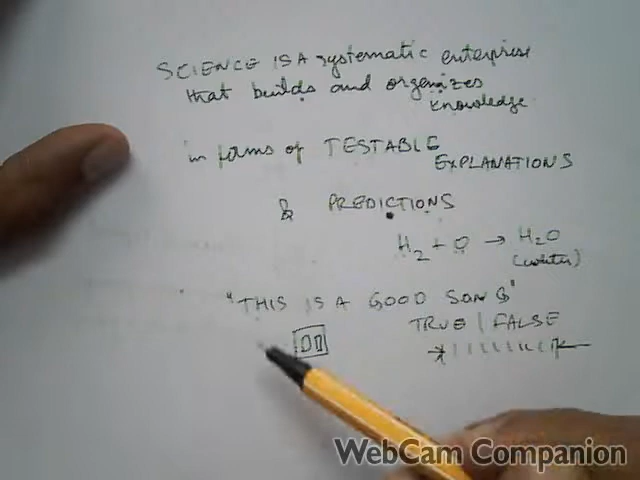 SCIENCE IS A systematic enterprise
that builds and organizes
knowledge
in forms of TESTABLE
EXPLANATIONS
& PREDICTIONS
H2 + O → H2O
(water)
"THIS IS A GOOD SONG"
TRUE | FALSE
WebCam Companion